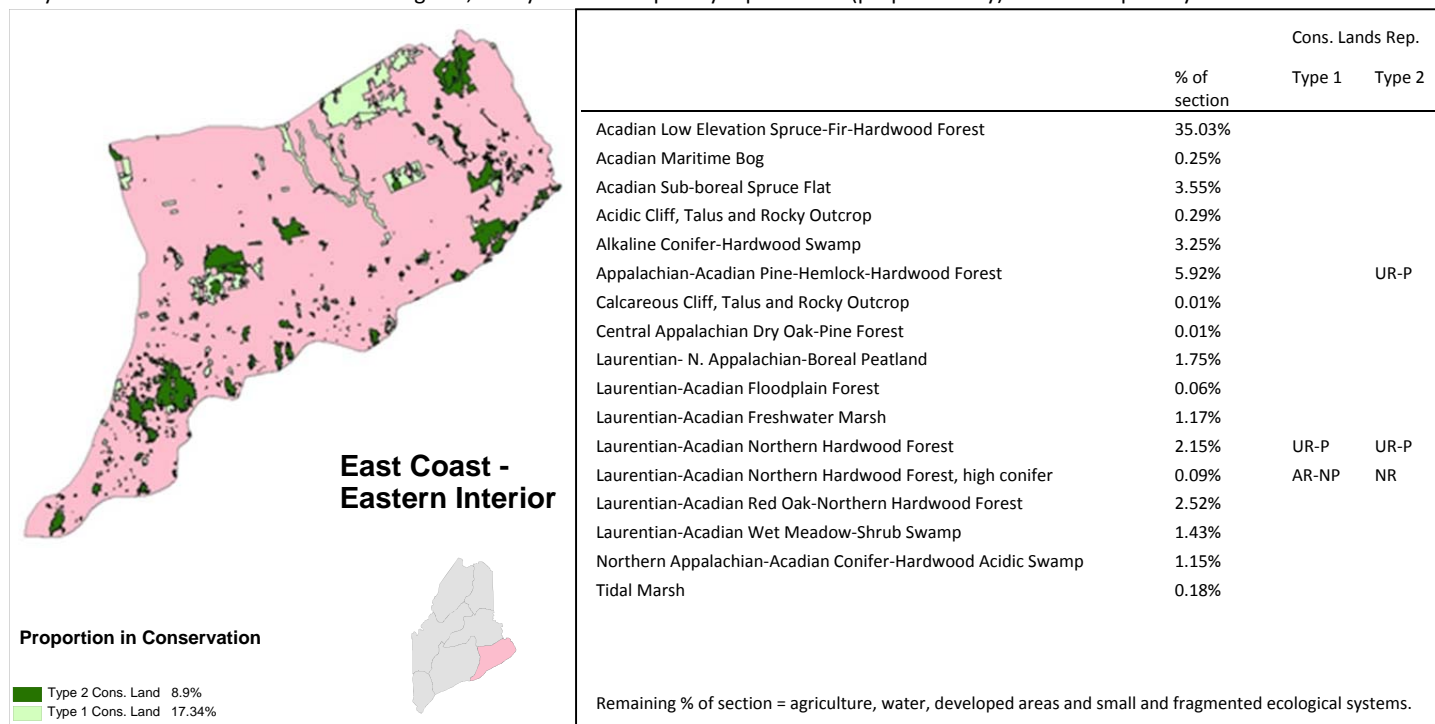 East Coast -
Eastern Interior
Proportion in Conservation
Type 2 Cons. Land 8.9%
Type 1 Cons. Land 17.34%
Cons. Lands Rep.
% of section Type 1 Type 2
Acadian Low Elevation Spruce-Fir-Hardwood Forest 35.03%
Acadian Maritime Bog 0.25%
Acadian Sub-boreal Spruce Flat 3.55%
Acidic Cliff, Talus and Rocky Outcrop 0.29%
Alkaline Conifer-Hardwood Swamp 3.25%
Appalachian-Acadian Pine-Hemlock-Hardwood Forest 5.92% UR-P
Calcareous Cliff, Talus and Rocky Outcrop 0.01%
Central Appalachian Dry Oak-Pine Forest 0.01%
Laurentian- N. Appalachian-Boreal Peatland 1.75%
Laurentian-Acadian Floodplain Forest 0.06%
Laurentian-Acadian Freshwater Marsh 1.17%
Laurentian-Acadian Northern Hardwood Forest 2.15% UR-P UR-P
Laurentian-Acadian Northern Hardwood Forest, high conifer 0.09% AR-NP NR
Laurentian-Acadian Red Oak-Northern Hardwood Forest 2.52%
Laurentian-Acadian Wet Meadow-Shrub Swamp 1.43%
Northern Appalachian-Acadian Conifer-Hardwood Acidic Swamp 1.15%
Tidal Marsh 0.18%
Remaining % of section = agriculture, water, developed areas and small and fragmented ecological systems.